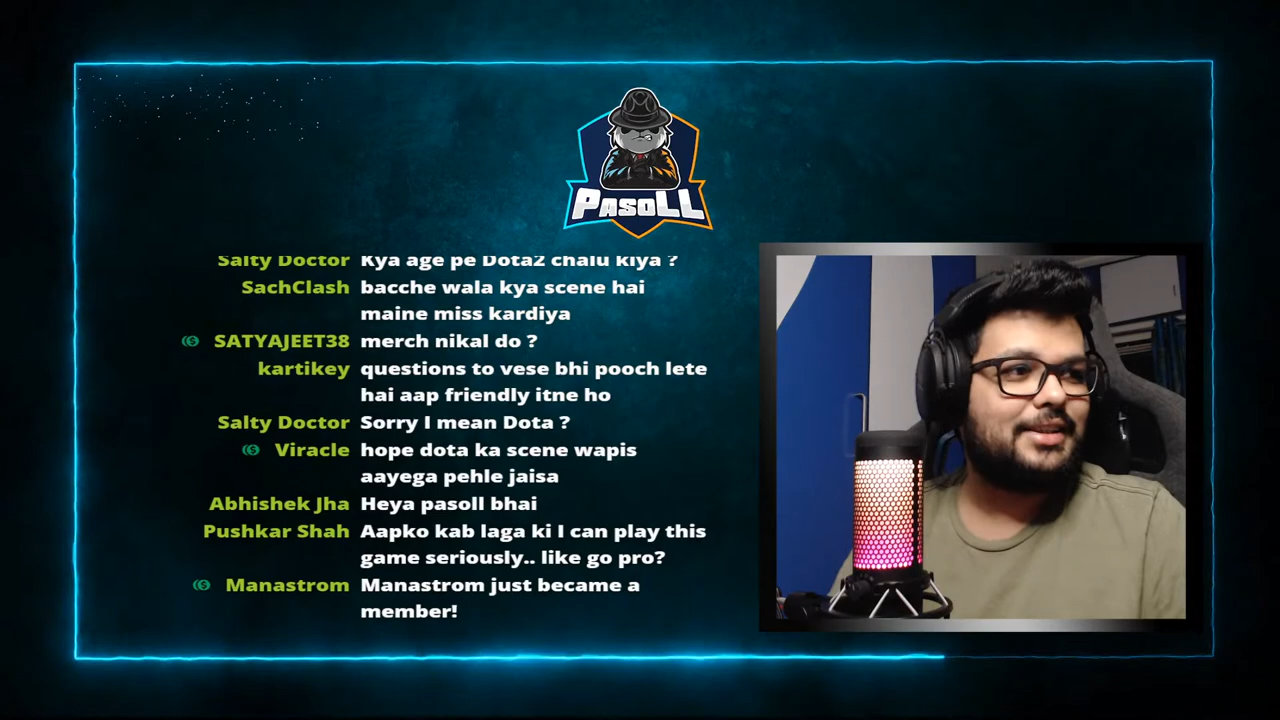 PASOLL
Salty Doctor Kya age pe Dota2 chalu kiya ?
SachClash bacche wala kya scene hai
maine miss kardiya
SATYAJEET38 merch nikal do ?
kartikey questions to vese bhi pooch lete
hai aap friendly itne ho
Salty Doctor Sorry I mean Dota ?
Viracle hope dota ka scene wapis
aayega pehle jaisa
Abhishek Jha Heya pasoll bhai
Pushkar Shah Aapko kab laga ki I can play this
game seriously.. like go pro?
Manastrom Manastrom just became a
member!